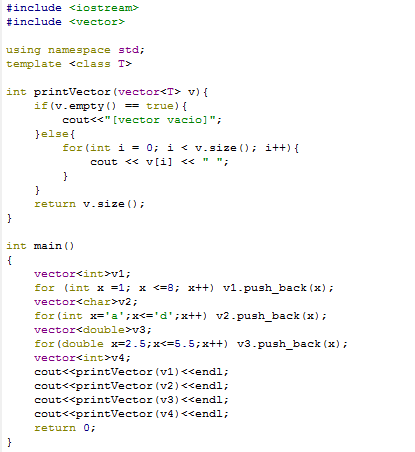 #include <iostream>
#include <vector>
using namespace std;
template <class T>
int printVector(vector<T> v){
if(v.empty() == true){
cout<<"[vector vacio]";
}else{
for(int i = 0; i < v.size(); i++){
cout << v[i] << " ";
}
}
return v.size();
}
int main()
{
vector<int>v1;
for (int x =1; x <=8; x++) v1.push_back(x);
vector<char>v2;
for(int x='a';x<='d';x++) v2.push_back(x);
vector<double>v3;
for(double x=2.5;x<=5.5;x++) v3.push_back(x);
vector<int>v4;
cout<<printVector(v1)<<endl;
cout<<printVector(v2)<<endl;
cout<<printVector(v3)<<endl;
cout<<printVector(v4)<<endl;
return 0;
}